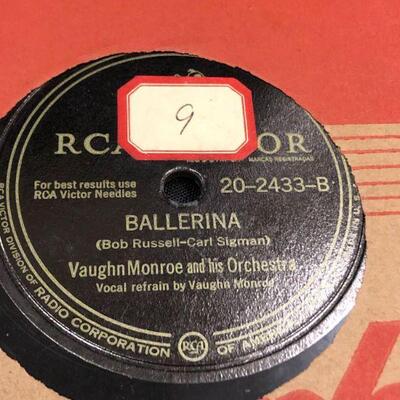 9
RCA VICTOR
MARCAS REGISTRADAS
For best results use
RCA Victor Needles
20-2433-B
BALLERINA
(Bob Russell-Carl Sigman)
Vaughn Monroe and his Orchestra
Vocal refrain by Vaughn Monroe
RCA VICTOR DIVISION OF RADIO CORPORATION OF AMERICA
RCA